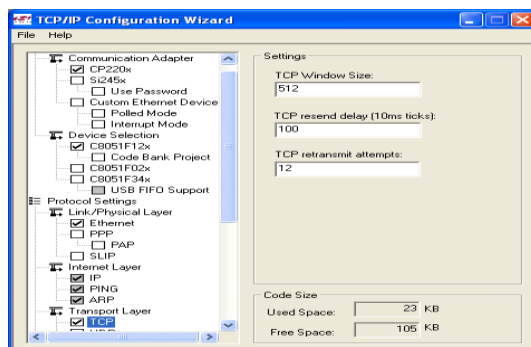 TCP/IP Configuration Wizard
File Help
Communication Adapter
CP220x
Si245x
Use Password
Custom Ethernet Device
Polled Mode
Interrupt Mode
Device Selection
C8051F12x
Code Bank Project
C8051F02x
C8051F34x
USB FIFO Support
Protocol Settings
Link/Physical Layer
Ethernet
PPP
PAP
SLIP
Internet Layer
IP
PING
ARP
Transport Layer
TCP
Settings
TCP Window Size:
512
TCP resend delay (10ms ticks):
100
TCP retransmit attempts:
12
Code Size
Used Space: 23 KB
Free Space: 105 KB